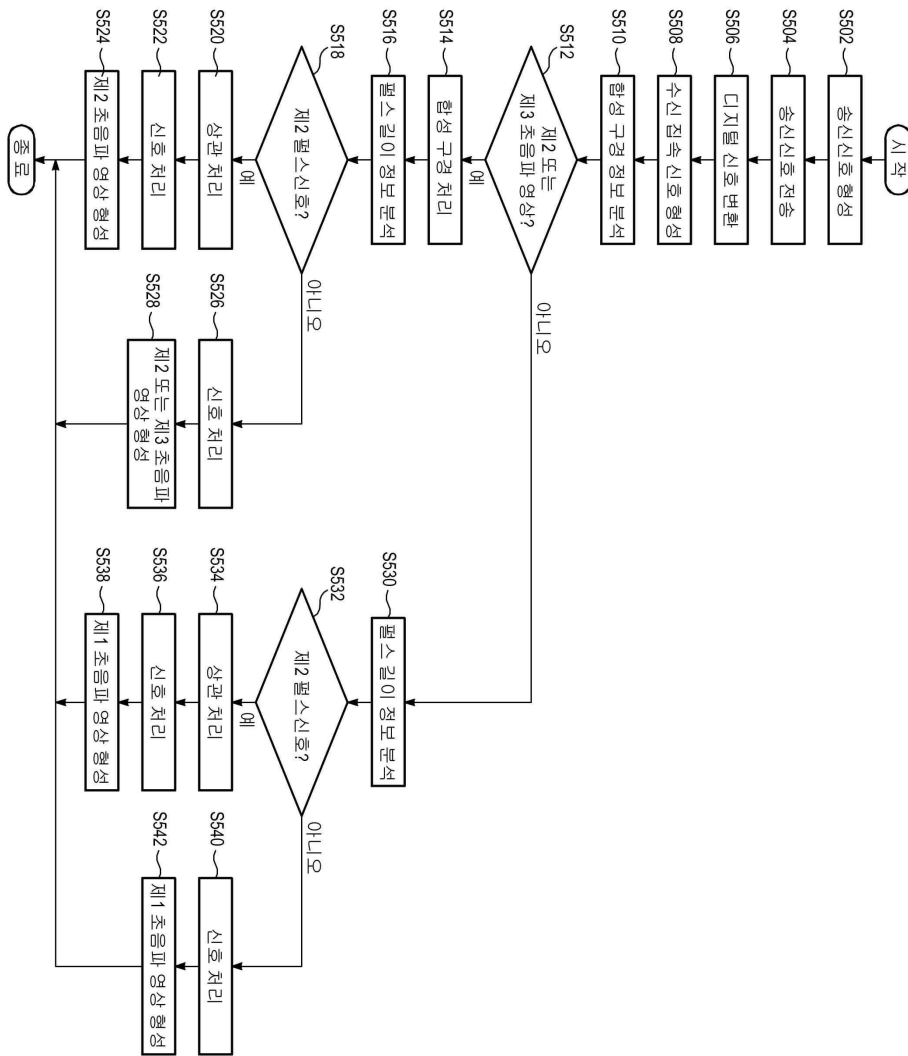 시작
S502
송신신호 형성
S504
송신신호 전송
S506
디지털 신호 변환
S508
수신 집속 신호 형성
S510
합성 구경 정보 분석
S512
제2 또는
제3 초음파 영상?
예
아니오
S514
합성 구경 처리
S516
펄스 길이 정보 분석
S518
제2 펄스신호?
예
아니오
S520
상관 처리
S522
신호 처리
S524
제2 초음파 영상 형성
S526
신호 처리
S528
제2 또는 제3 초음파
영상 형성
S530
펄스 길이 정보 분석
S532
제2 펄스신호?
예
아니오
S534
상관 처리
S536
신호 처리
S538
제1 초음파 영상 형성
S540
신호 처리
S542
제1 초음파 영상 형성
종료